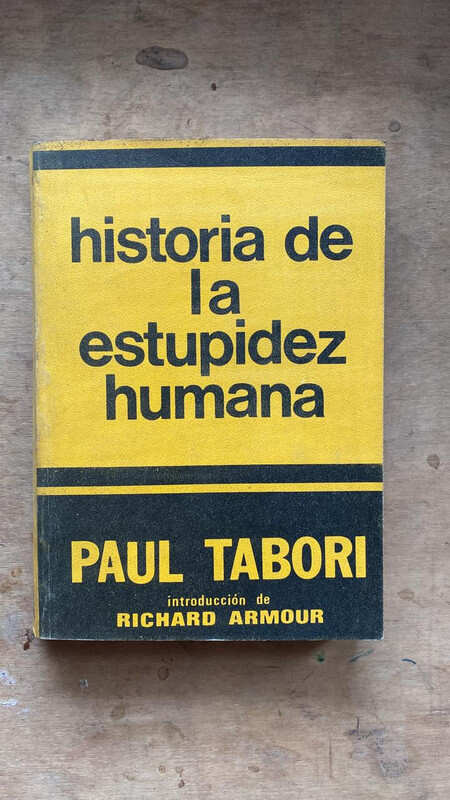 historia de
la
estupidez
humana
PAUL TABORI
introducción de
RICHARD ARMOUR